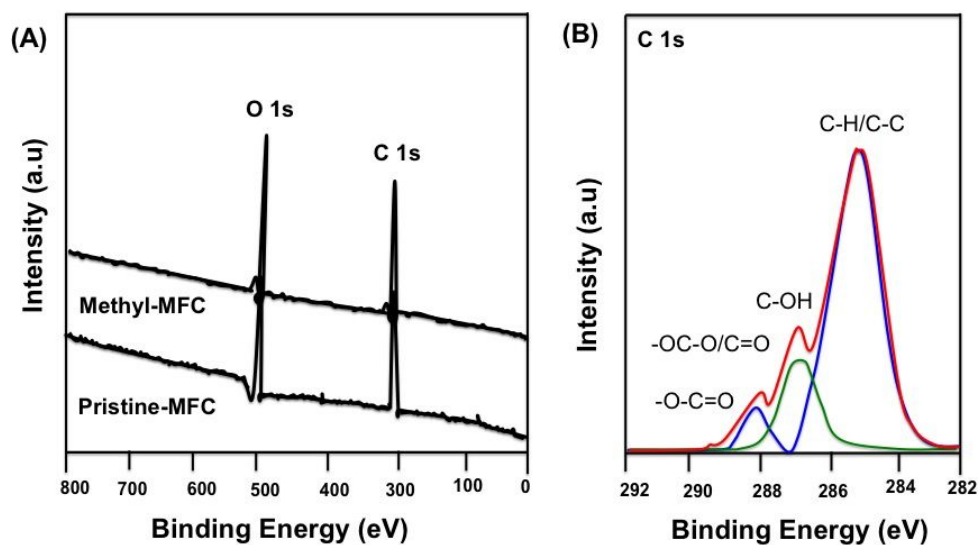 (A)
O 1s
C 1s
Methyl-MFC
Pristine-MFC
Intensity (a.u)
800 700 600 500 400 300 100 0
Binding Energy (eV)
(B)
C 1s
C-H/C-C
C-OH
-OC-O/C=O
-O-C=O
Intensity (a.u)
292 290 288 286 284 282
Binding Energy (eV)